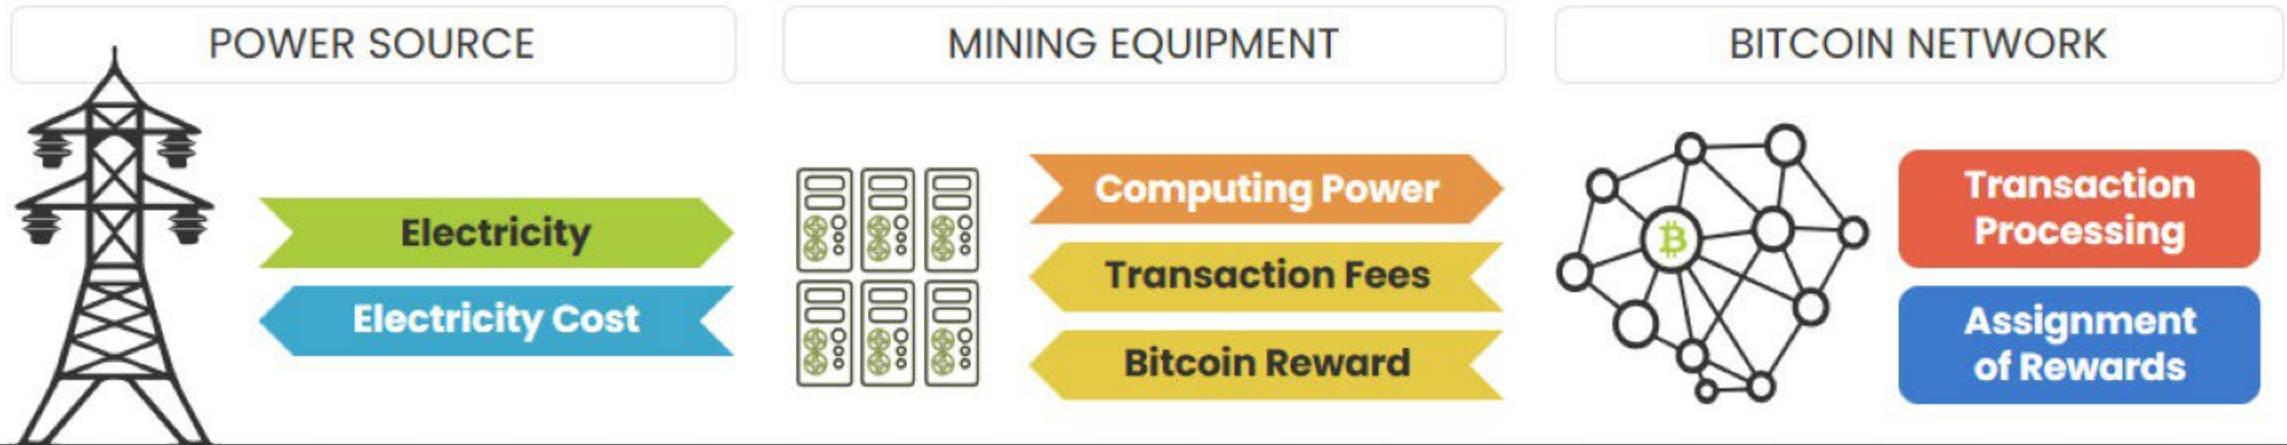 POWER SOURCE
MINING EQUIPMENT
BITCOIN NETWORK
Electricity
Electricity Cost
Computing Power
Transaction Fees
Bitcoin Reward
₿
Transaction
Processing
Assignment
of Rewards